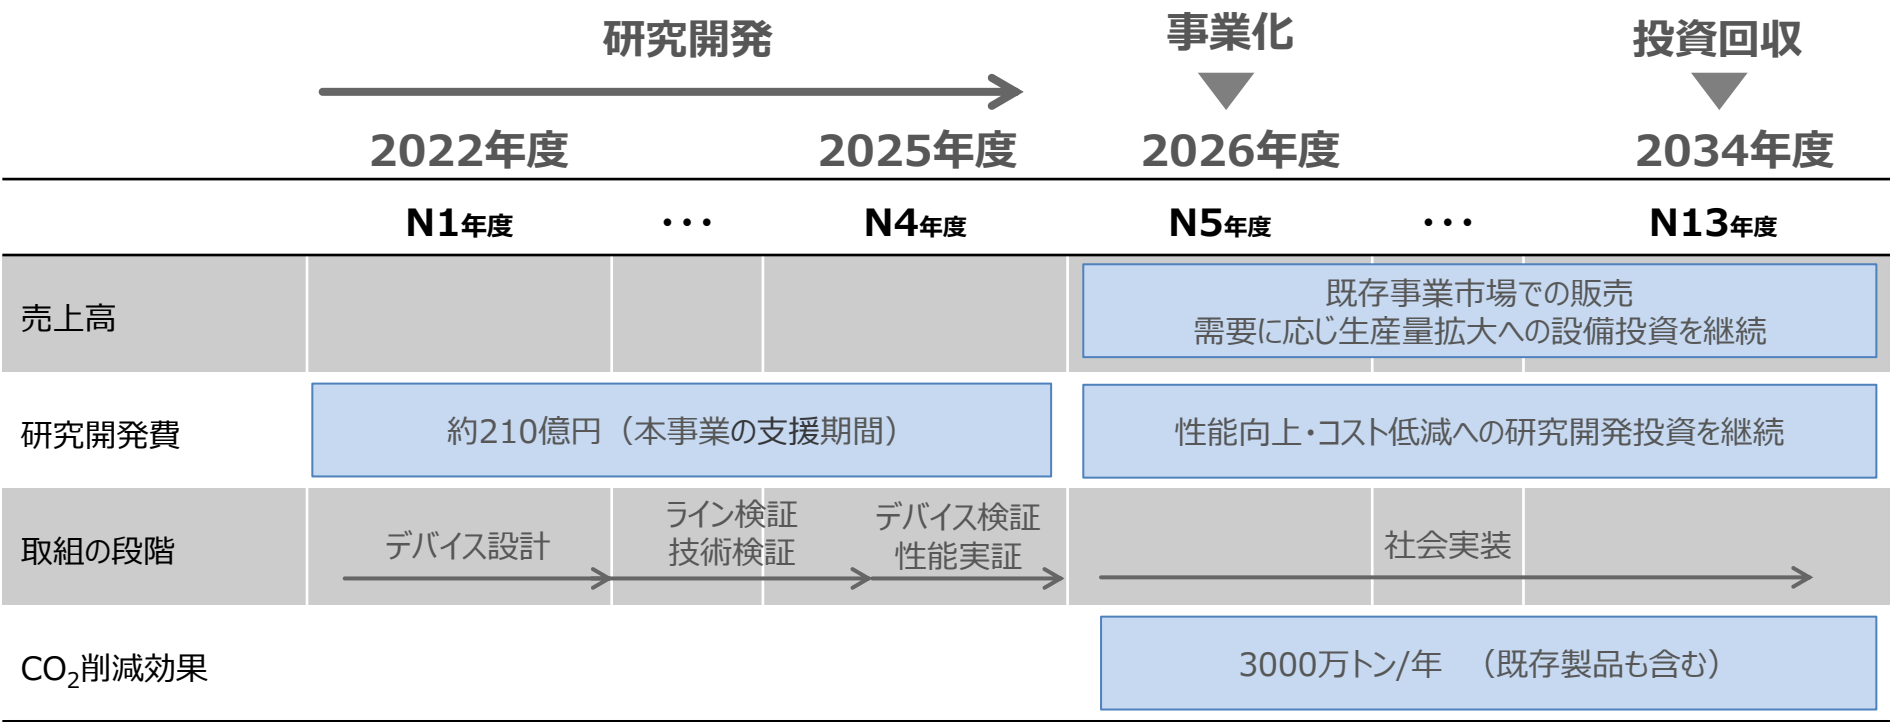 研究開発 事業化 投資回収
2022年度 2025年度 2026年度 2034年度
N1年度 ・・・ N4年度 N5年度 ・・・ N13年度
売上高
既存事業市場での販売
需要に応じ生産量拡大への設備投資を継続
研究開発費 約210億円（本事業の支援期間） 性能向上・コスト低減への研究開発投資を継続
取組の段階
デバイス設計
ライン検証
技術検証
デバイス検証
性能実証
社会実装
CO₂削減効果 3000万トン/年 （既存製品も含む）